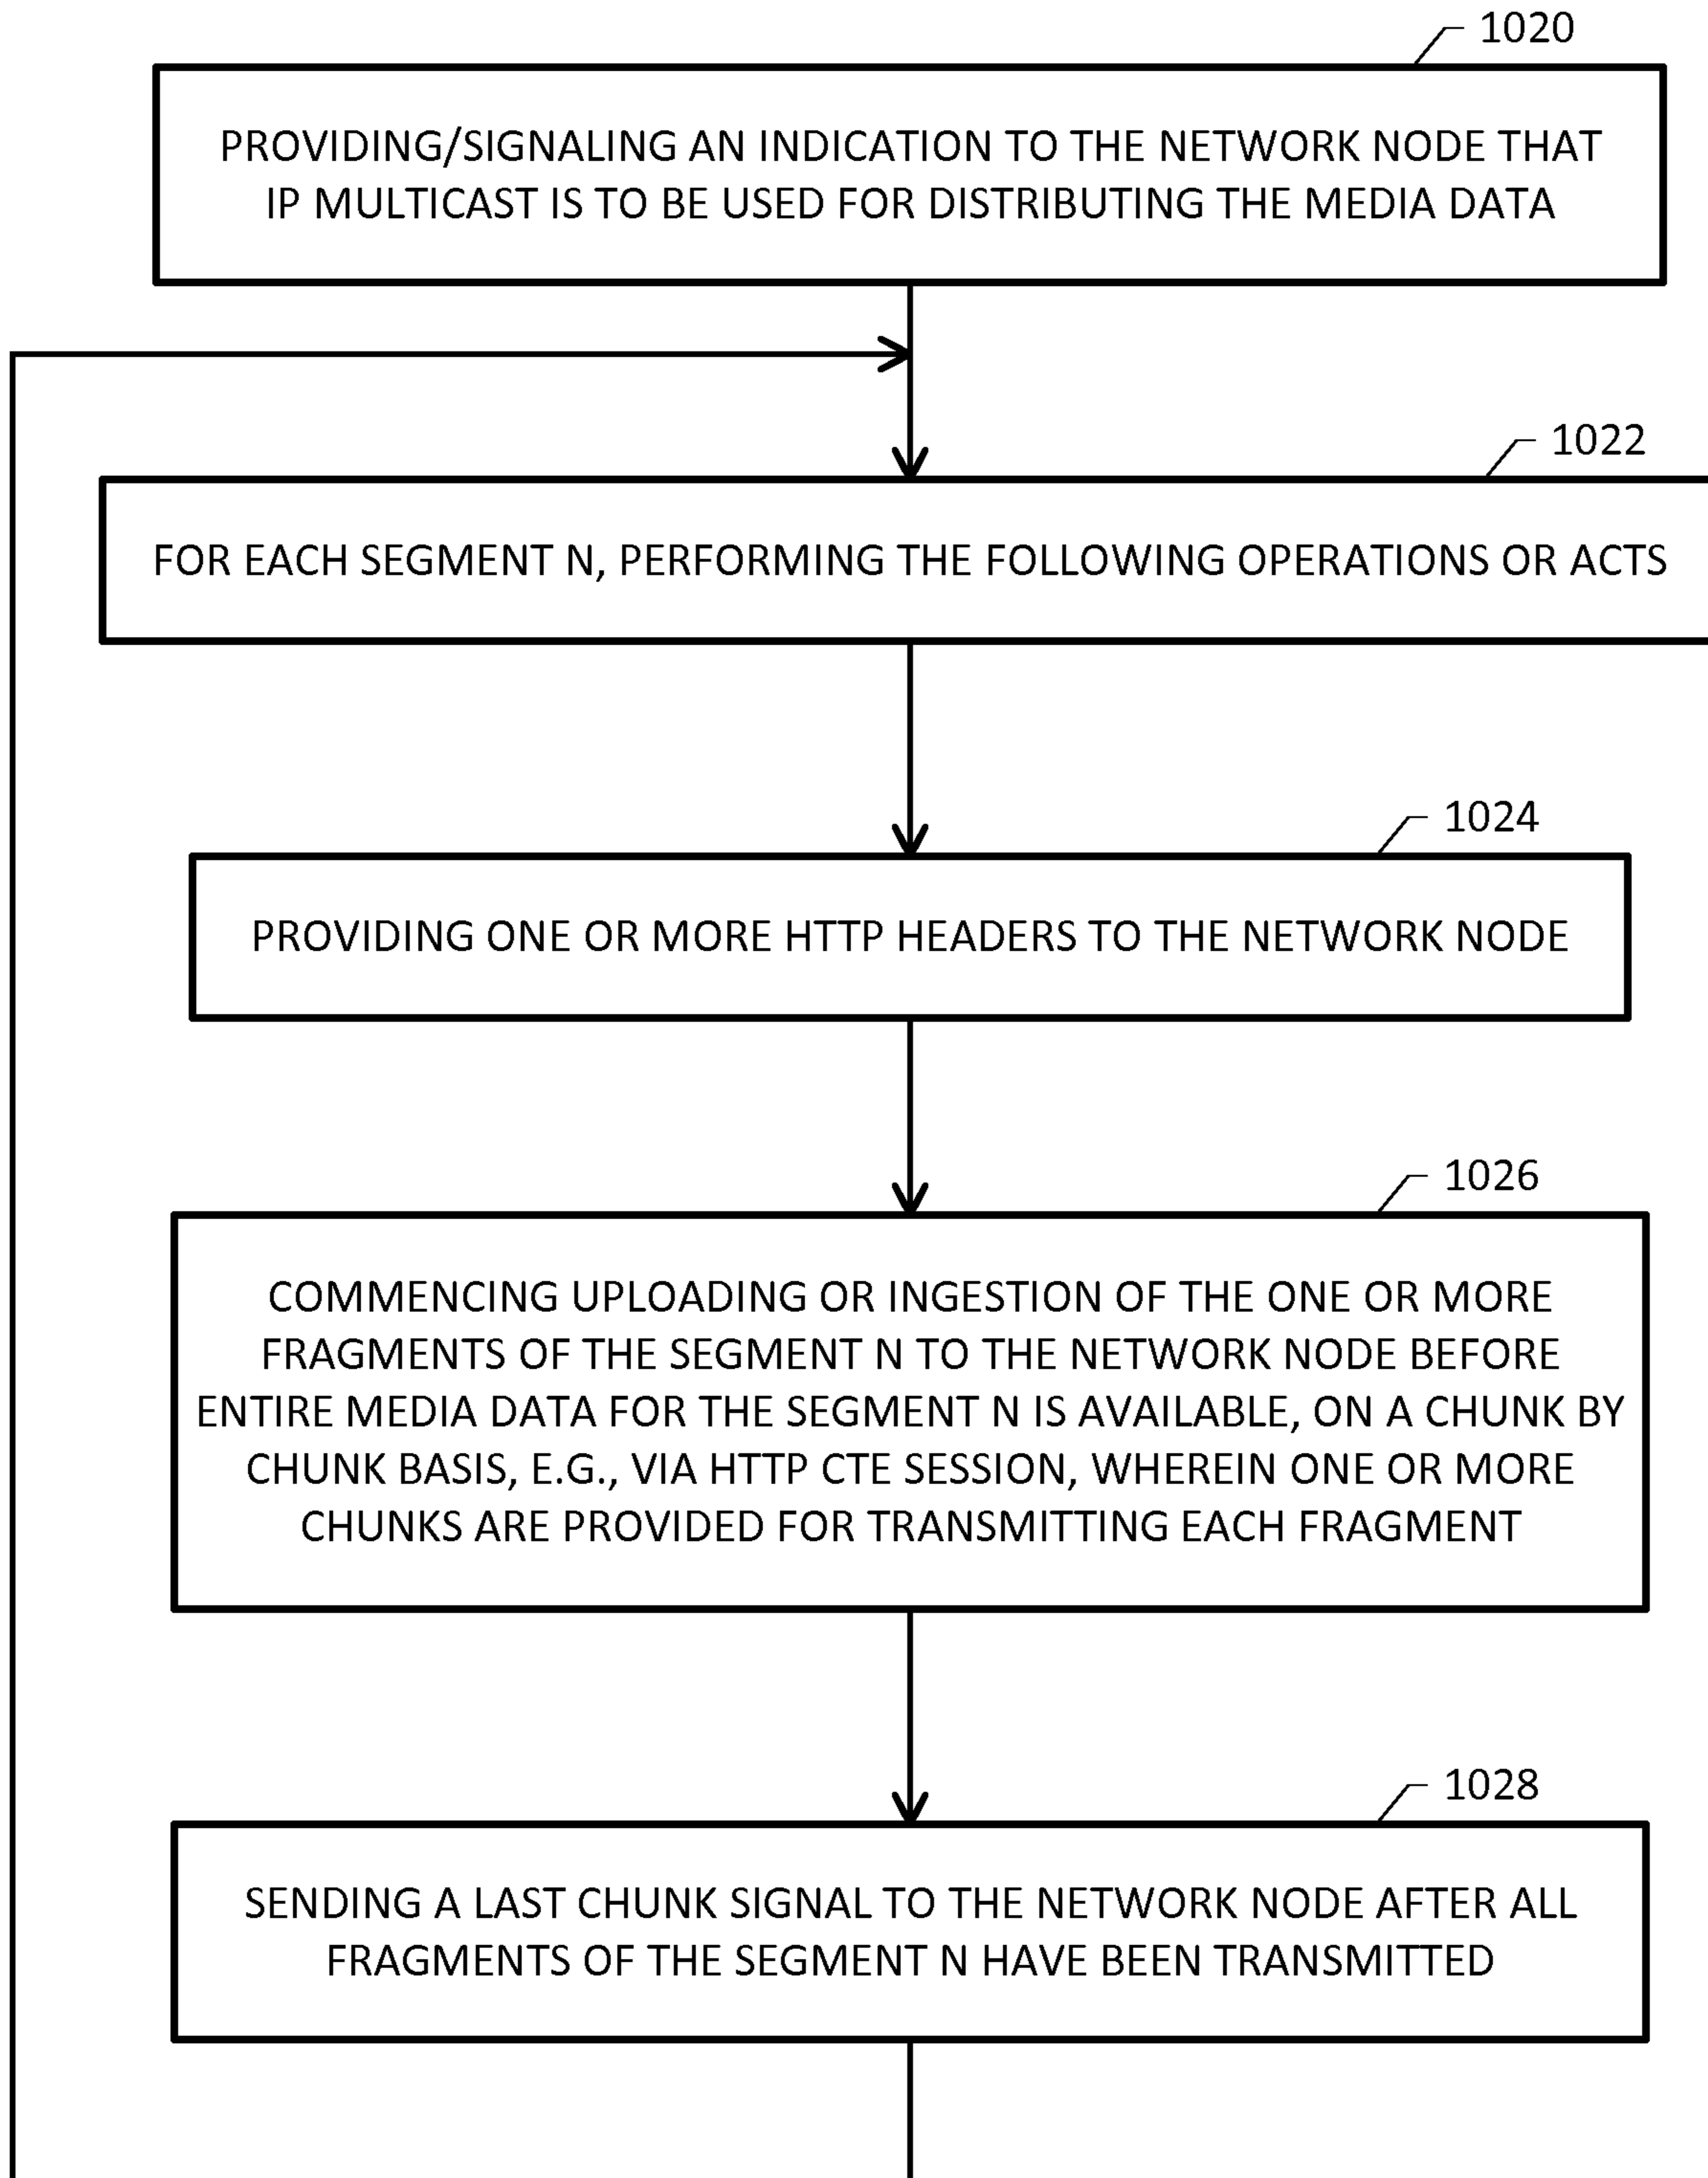 1020
PROVIDING/SIGNALING AN INDICATION TO THE NETWORK NODE THAT
IP MULTICAST IS TO BE USED FOR DISTRIBUTING THE MEDIA DATA
1022
FOR EACH SEGMENT N, PERFORMING THE FOLLOWING OPERATIONS OR ACTS
1024
PROVIDING ONE OR MORE HTTP HEADERS TO THE NETWORK NODE
1026
COMMENCING UPLOADING OR INGESTION OF THE ONE OR MORE
FRAGMENTS OF THE SEGMENT N TO THE NETWORK NODE BEFORE
ENTIRE MEDIA DATA FOR THE SEGMENT N IS AVAILABLE, ON A CHUNK BY
CHUNK BASIS, E.G., VIA HTTP CTE SESSION, WHEREIN ONE OR MORE
CHUNKS ARE PROVIDED FOR TRANSMITTING EACH FRAGMENT
1028
SENDING A LAST CHUNK SIGNAL TO THE NETWORK NODE AFTER ALL
FRAGMENTS OF THE SEGMENT N HAVE BEEN TRANSMITTED